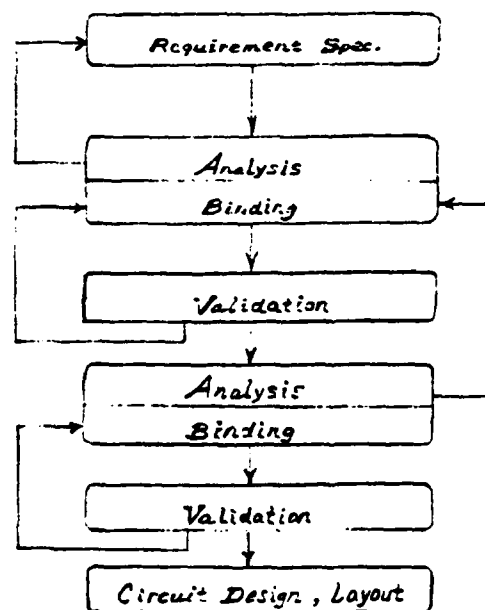 Requirement Spec.
Analysis
Binding
Validation
Analysis
Binding
Validation
Circuit Design, Layout